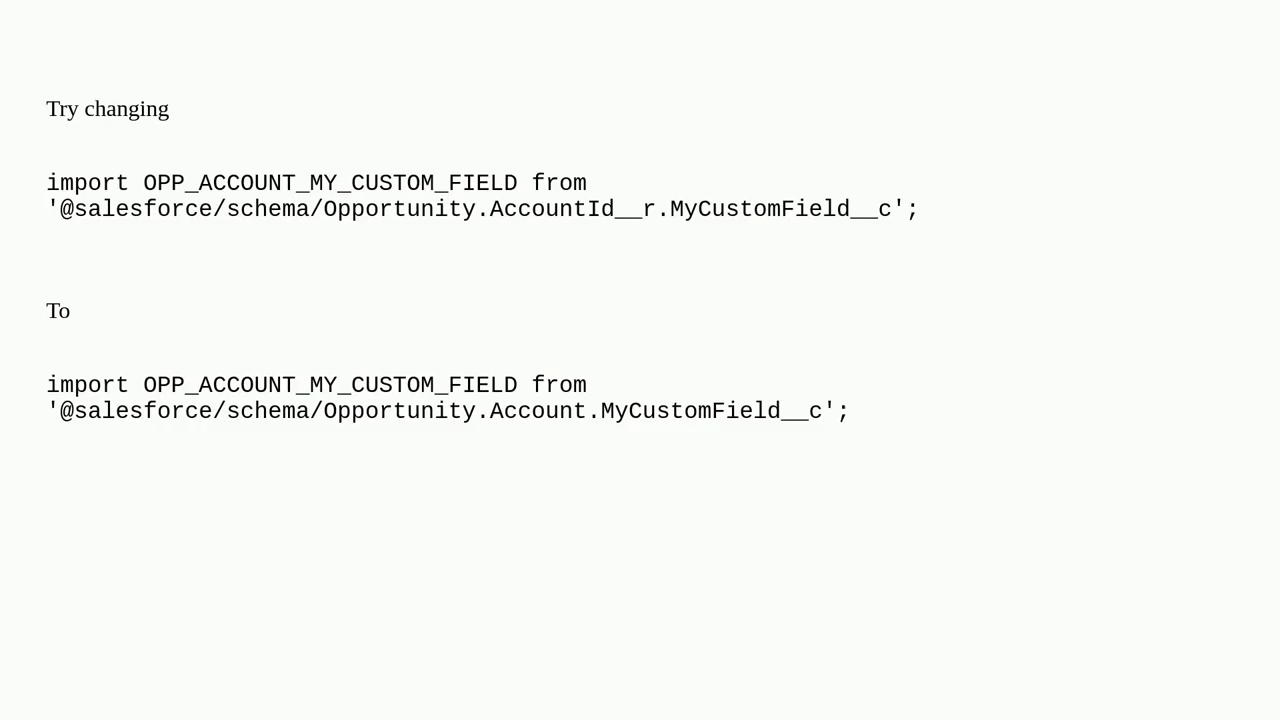 Try changing
import OPP_ACCOUNT_MY_CUSTOM_FIELD from
'@salesforce/schema/Opportunity.AccountId__r.MyCustomField__c';
To
import OPP_ACCOUNT_MY_CUSTOM_FIELD from
'@salesforce/schema/Opportunity.Account.MyCustomField__c';